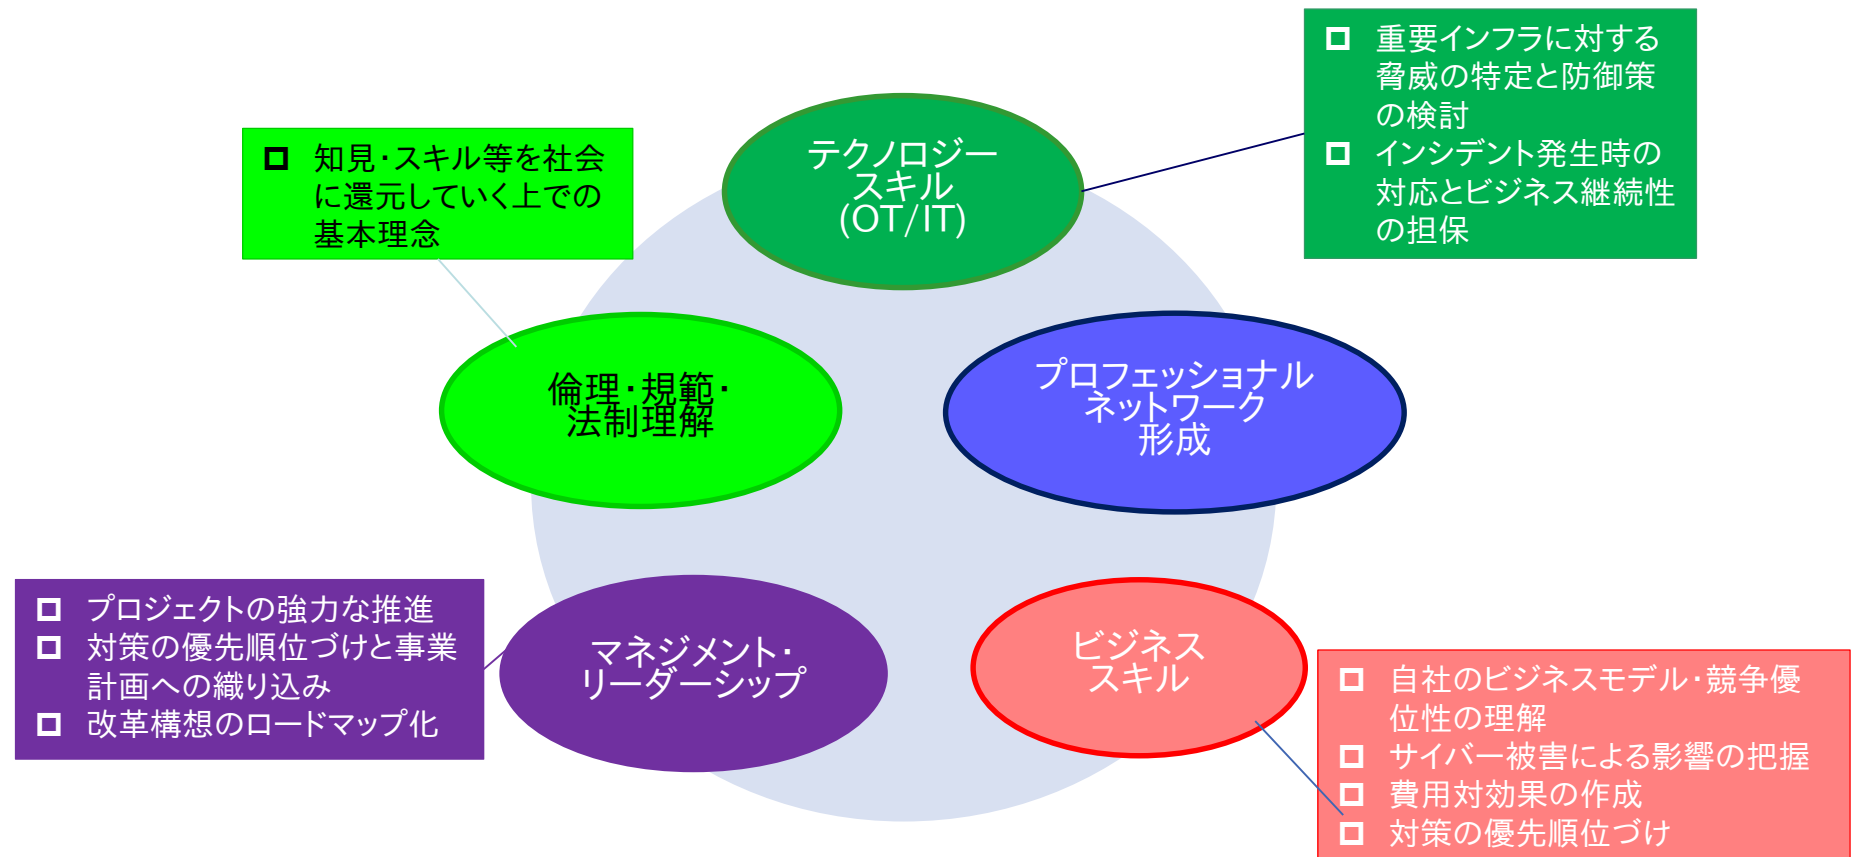 重要インフラに対する
脅威の特定と防御策
の検討
インシデント発生時の
対応とビジネス継続性
の担保
テクノロジー
スキル
(OT/IT)
知見・スキル等を社会
に還元していく上での
基本理念
倫理・規範・
法制理解
プロフェッショナル
ネットワーク
形成
プロジェクトの強力な推進
対策の優先順位づけと事業
計画への織り込み
改革構想のロードマップ化
マネジメント・
リーダーシップ
ビジネス
スキル
自社のビジネスモデル・競争優
位性の理解
サイバー被害による影響の把握
費用対効果の作成
対策の優先順位づけ